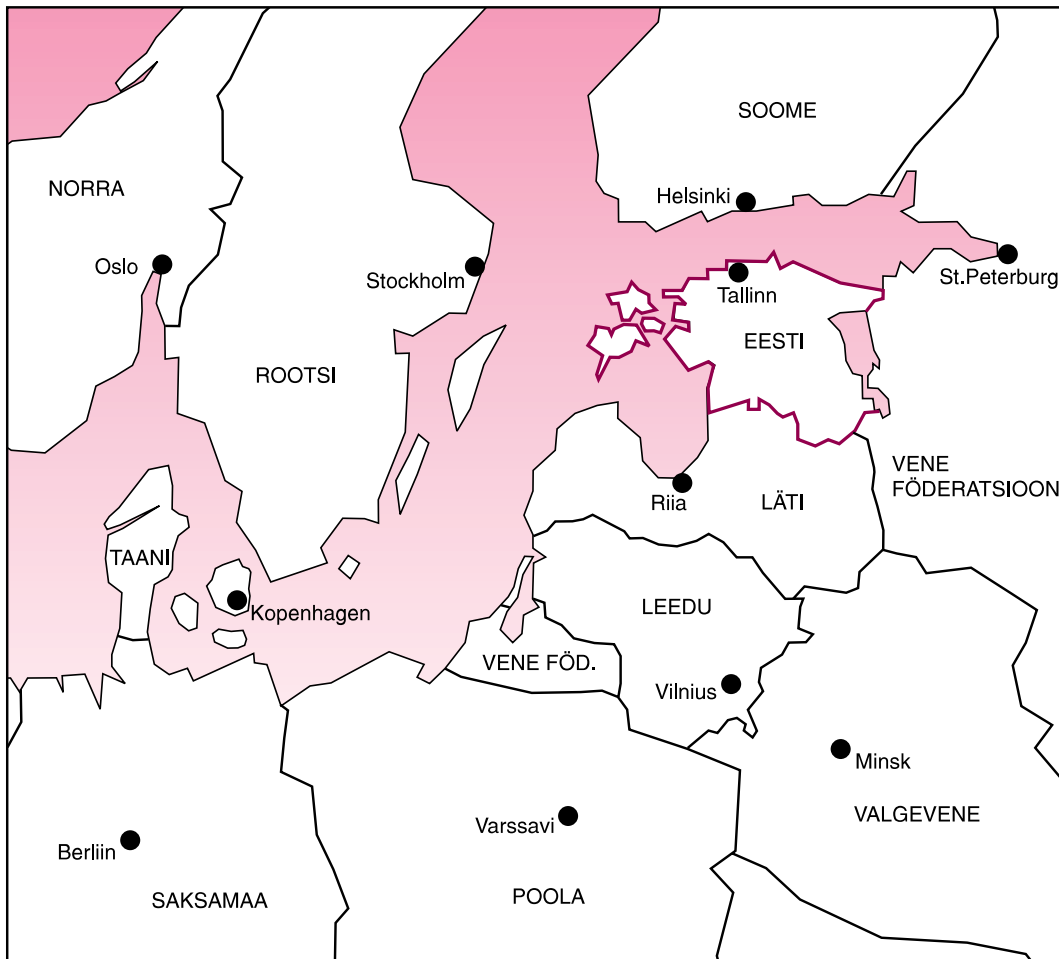 SOOME
NORRA
Helsinki
Oslo
Stockholm
St.Peterburg
Tallinn
EESTI
ROOTSI
VENE
FÖDERATSIOON
Riia
LÄTI
TAANI
Kopenhagen
LEEDU
VENE FÖD.
Vilnius
Minsk
VALGEVENE
Varssavi
Berliin
POOLA
SAKSAMAA